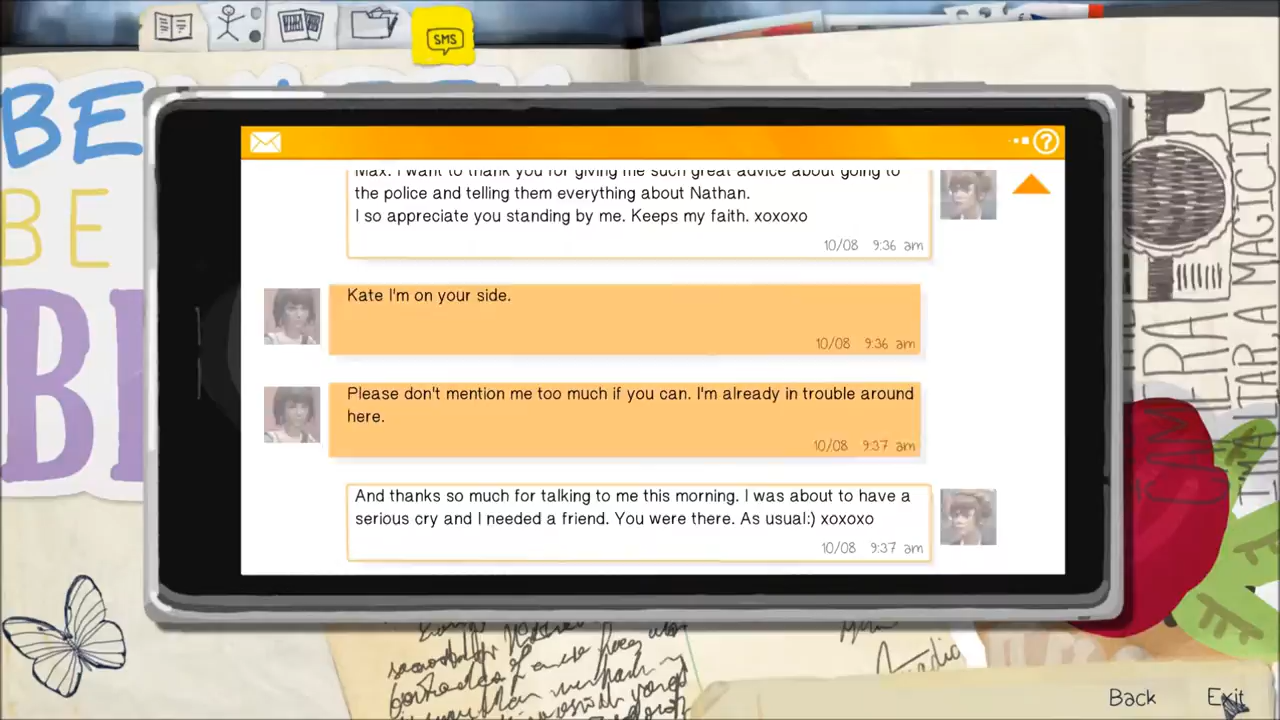 SMS
BE
BE
Max. I want to thank you for giving me such great advice about going to
the police and telling them everything about Nathan.
I so appreciate you standing by me. Keeps my faith. xoxoxo
10/08 9:36 am
Kate I'm on your side.
10/08 9:36 am
Please don't mention me too much if you can. I'm already in trouble around
here.
10/08 9:37 am
And thanks so much for talking to me this morning. I was about to have a
serious cry and I needed a friend. You were there. As usual:) xoxoxo
10/08 9:37 am
?
CAMERA
MAGICIAN
Back Exit